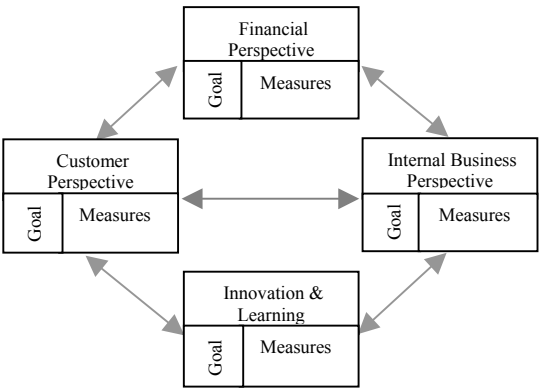 Financial
Perspective
Goal
Measures
Customer
Perspective
Goal
Measures
Internal Business
Perspective
Goal
Measures
Innovation &
Learning
Goal
Measures